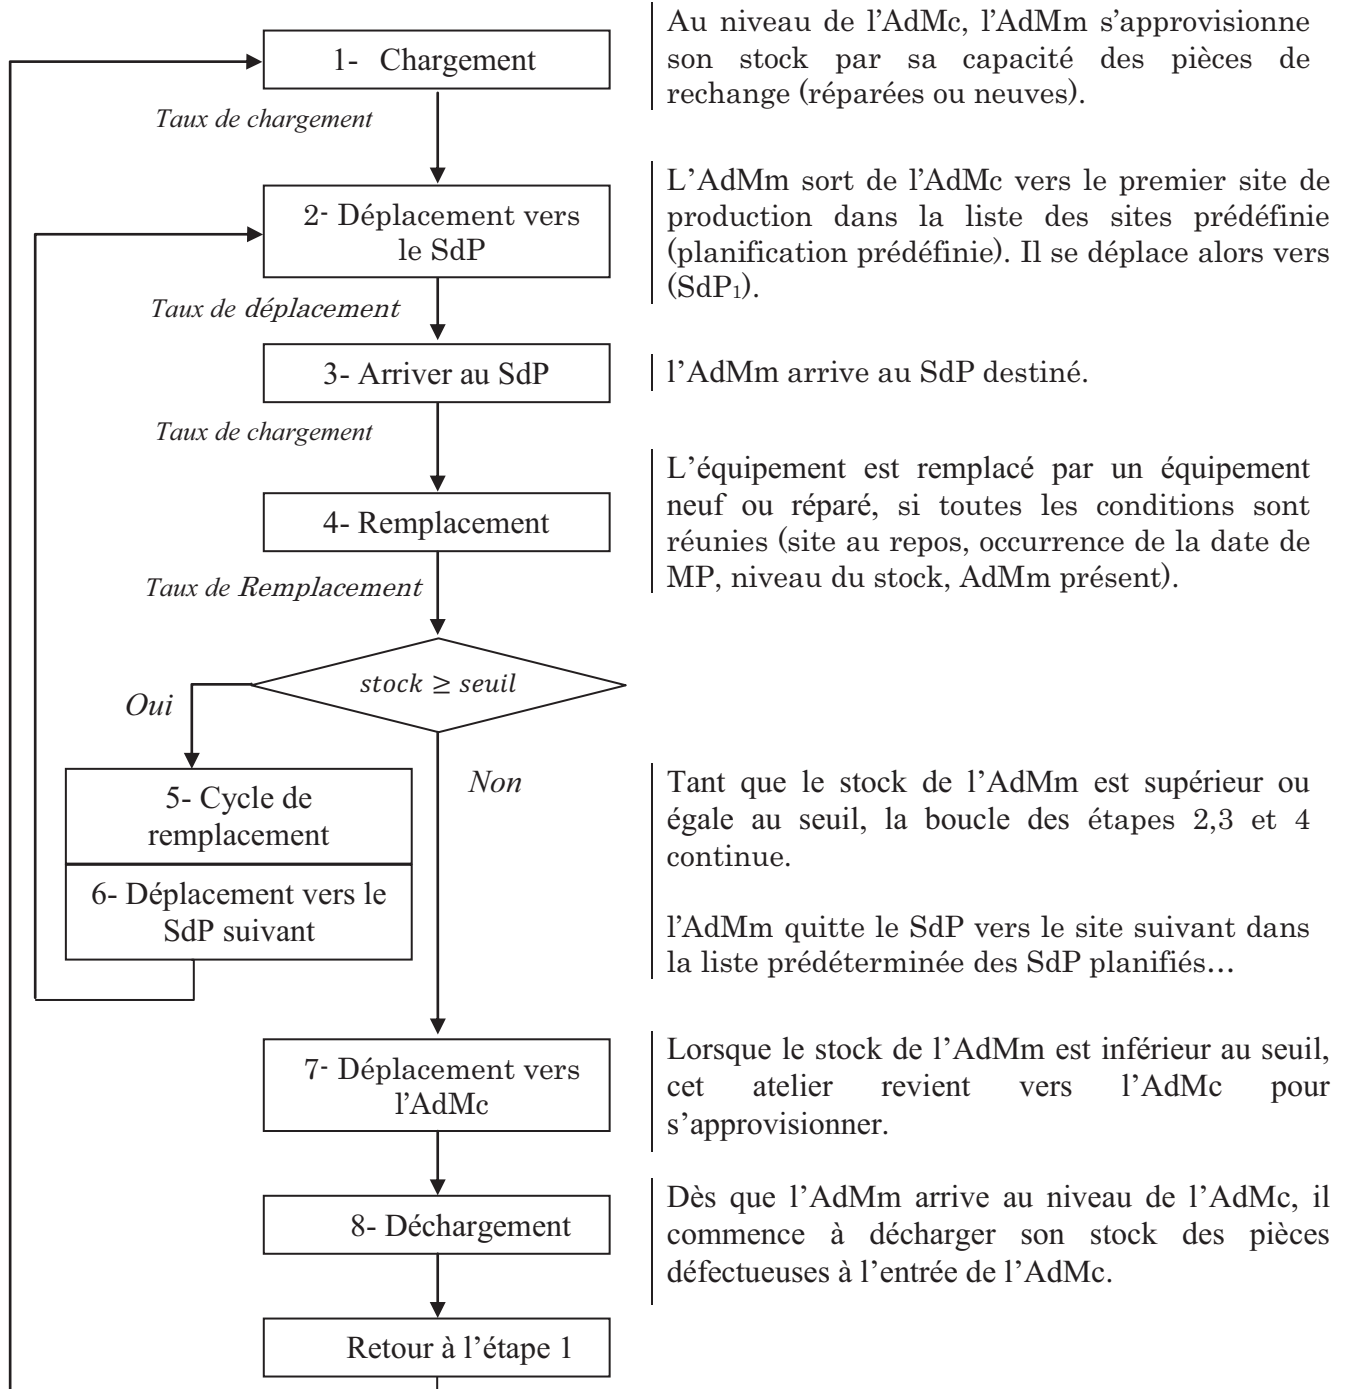 1- Chargement
Au niveau de l’AdMc, l’AdMm s’approvisionne
son stock par sa capacité des pièces de
rechange (réparées ou neuves).
Taux de chargement
2- Déplacement vers
le SdP
L’AdMm sort de l’AdMc vers le premier site de
production dans la liste des sites prédéfinie
(planification prédéfinie). Il se déplace alors vers
(SdP₁).
Taux de déplacement
3- Arriver au SdP
l’AdMm arrive au SdP destiné.
Taux de chargement
4- Remplacement
L’équipement est remplacé par un équipement
neuf ou réparé, si toutes les conditions sont
réunies (site au repos, occurrence de la date de
MP, niveau du stock, AdMm présent).
Taux de Remplacement
stock ≥ seuil
Oui
Non
5- Cycle de
remplacement
6- Déplacement vers le
SdP suivant
Tant que le stock de l’AdMm est supérieur ou
égale au seuil, la boucle des étapes 2,3 et 4
continue.
l’AdMm quitte le SdP vers le site suivant dans
la liste prédéterminée des SdP planifiés…
7- Déplacement vers
l’AdMc
Lorsque le stock de l’AdMm est inférieur au seuil,
cet atelier revient vers l’AdMc pour
s’approvisionner.
8- Déchargement
Dès que l’AdMm arrive au niveau de l’AdMc, il
commence à décharger son stock des pièces
défectueuses à l’entrée de l’AdMc.
Retour à l’étape 1